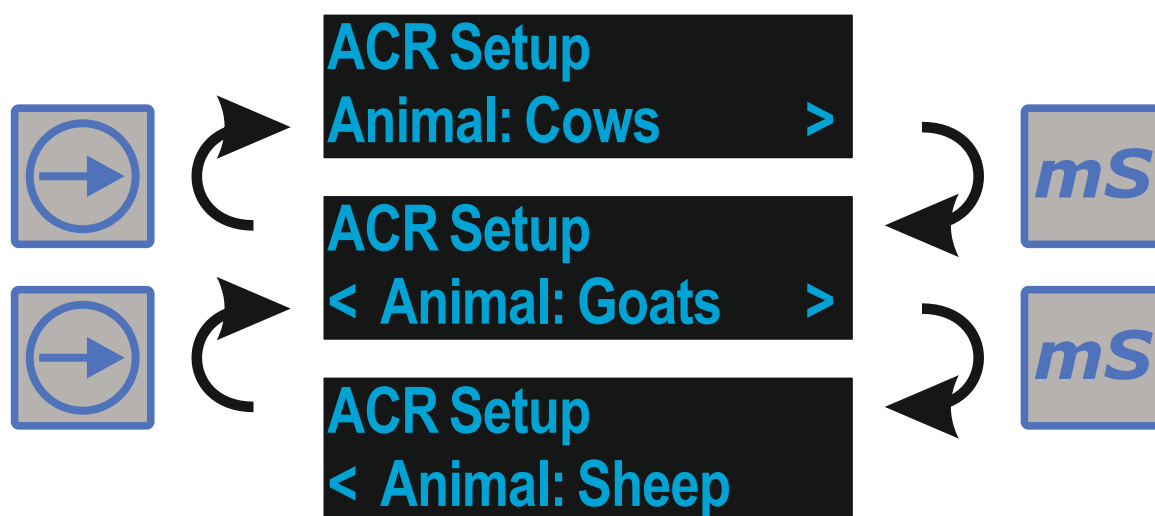 ACR Setup
Animal: Cows >
mS
ACR Setup
< Animal: Goats >
mS
ACR Setup
< Animal: Sheep